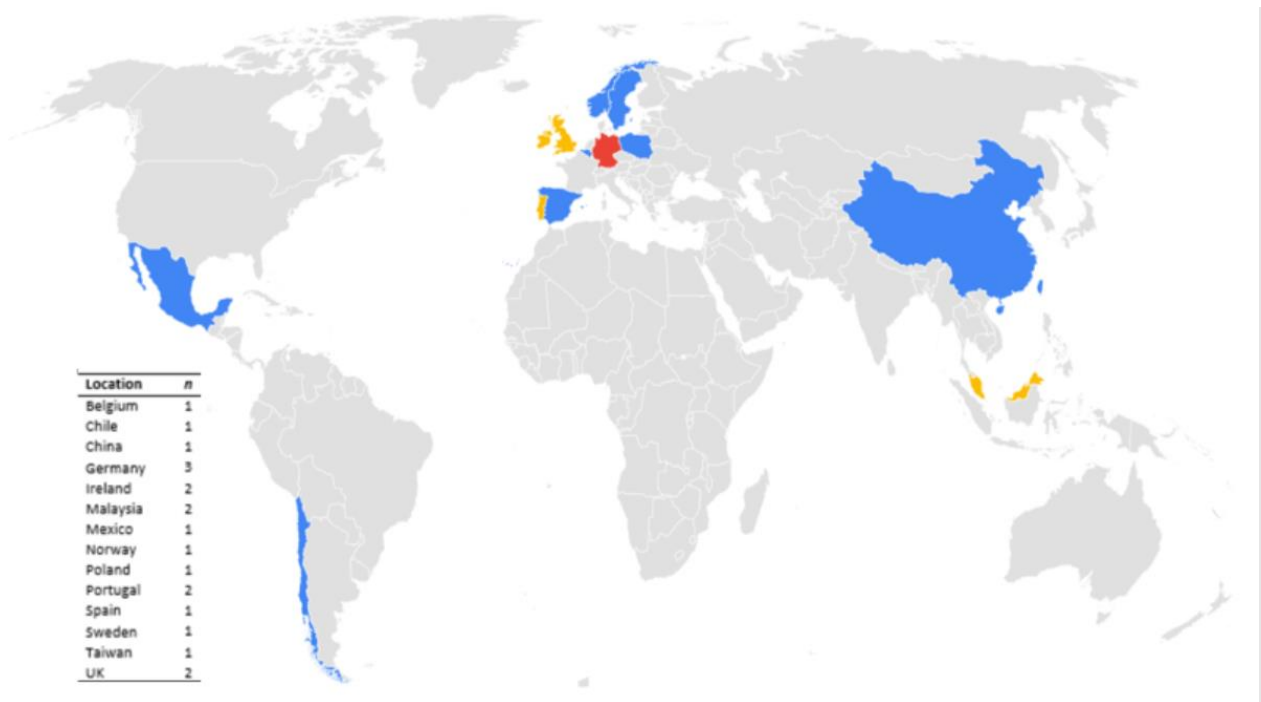 Location n
Belgium 1
Chile 1
China 1
Germany 3
Ireland 2
Malaysia 2
Mexico 1
Norway 1
Poland 1
Portugal 2
Spain 1
Sweden 1
Taiwan 1
UK 2